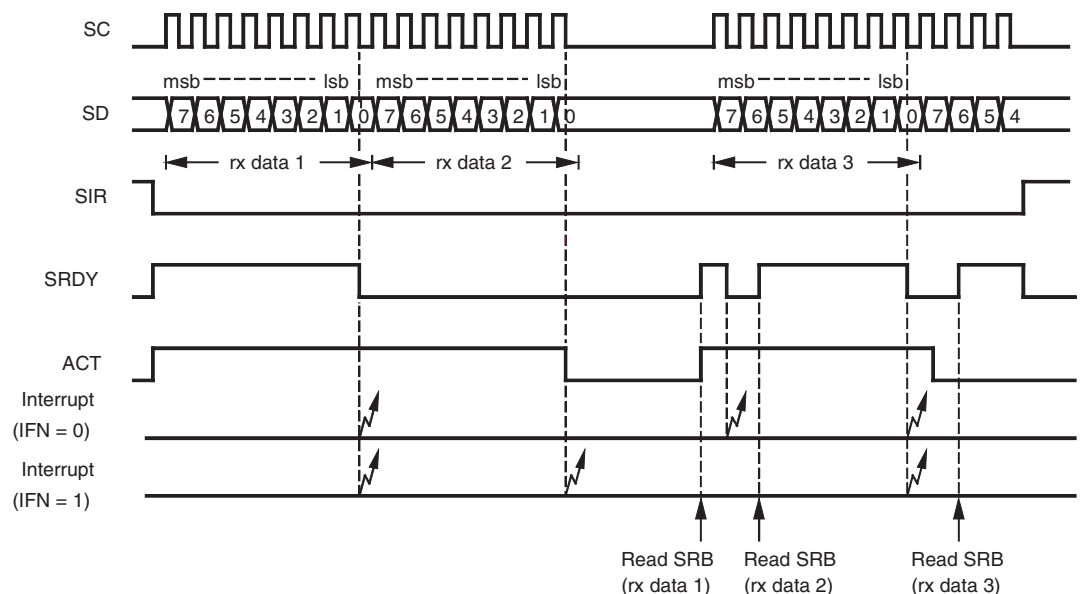 SC
msb lsb msb lsb msb lsb
SD 7 6 5 4 3 2 1 0 7 6 5 4 3 2 1 0 7 6 5 4 3 2 1 0 7 6 5 4
rx data 1 rx data 2 rx data 3
SIR
SRDY
ACT
Interrupt
(IFN = 0)
Interrupt
(IFN = 1)
Read SRB Read SRB Read SRB
(rx data 1) (rx data 2) (rx data 3)